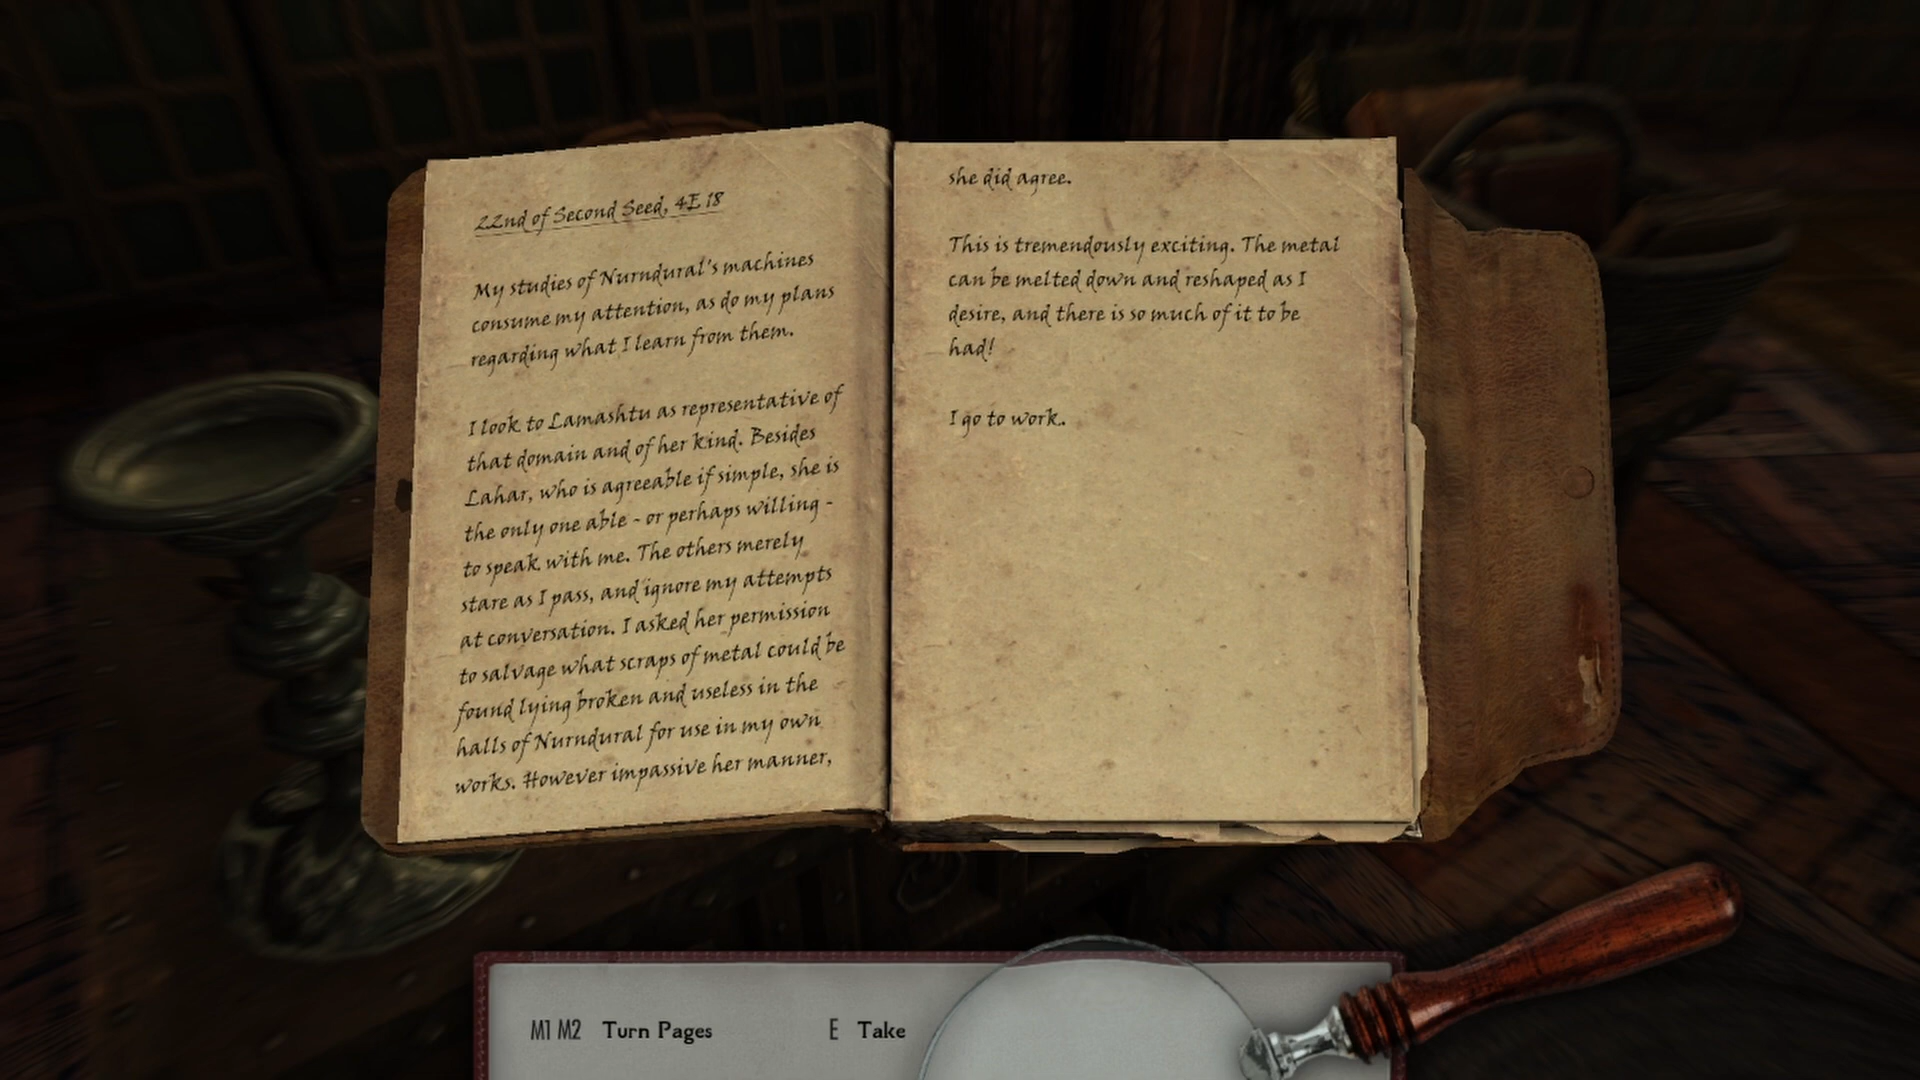 22nd of Second Seed, 4E 18
My studies of Nurndural's machines
consume my attention, as do my plans
regarding what I learn from them.
I look to Lamashtu as representative of
that domain and of her kind. Besides
Lahar, who is agreeable if simple, she is
the only one able - or perhaps willing -
to speak with me. The others merely
stare as I pass, and ignore my attempts
at conversation. I asked her permission
to salvage what scraps of metal could be
found lying broken and useless in the
halls of Nurndural for use in my own
works. However impassive her manner,
she did agree.
This is tremendously exciting. The metal
can be melted down and reshaped as I
desire, and there is so much of it to be
had!
I go to work.
M1 M2 Turn Pages
E Take